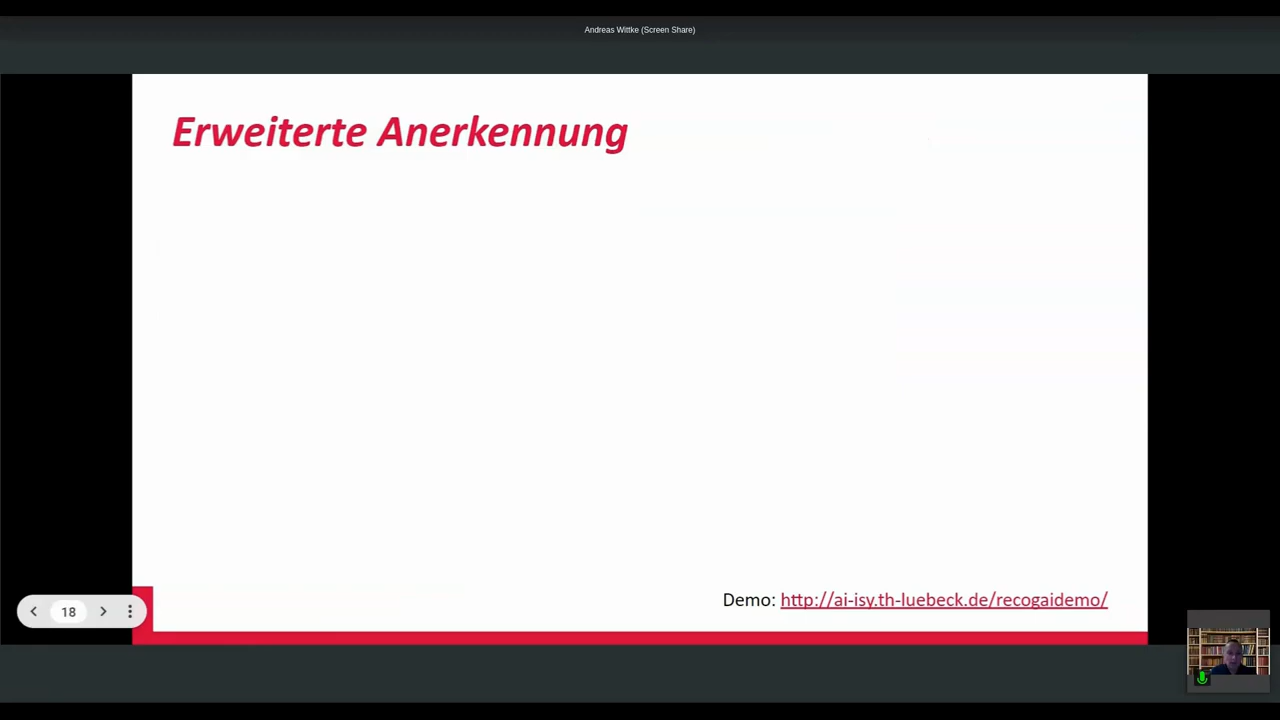 Andreas Wittke (Screen Share)
Erweiterte Anerkennung
Demo: http://ai-isy.th-luebeck.de/recogaidemo/
18